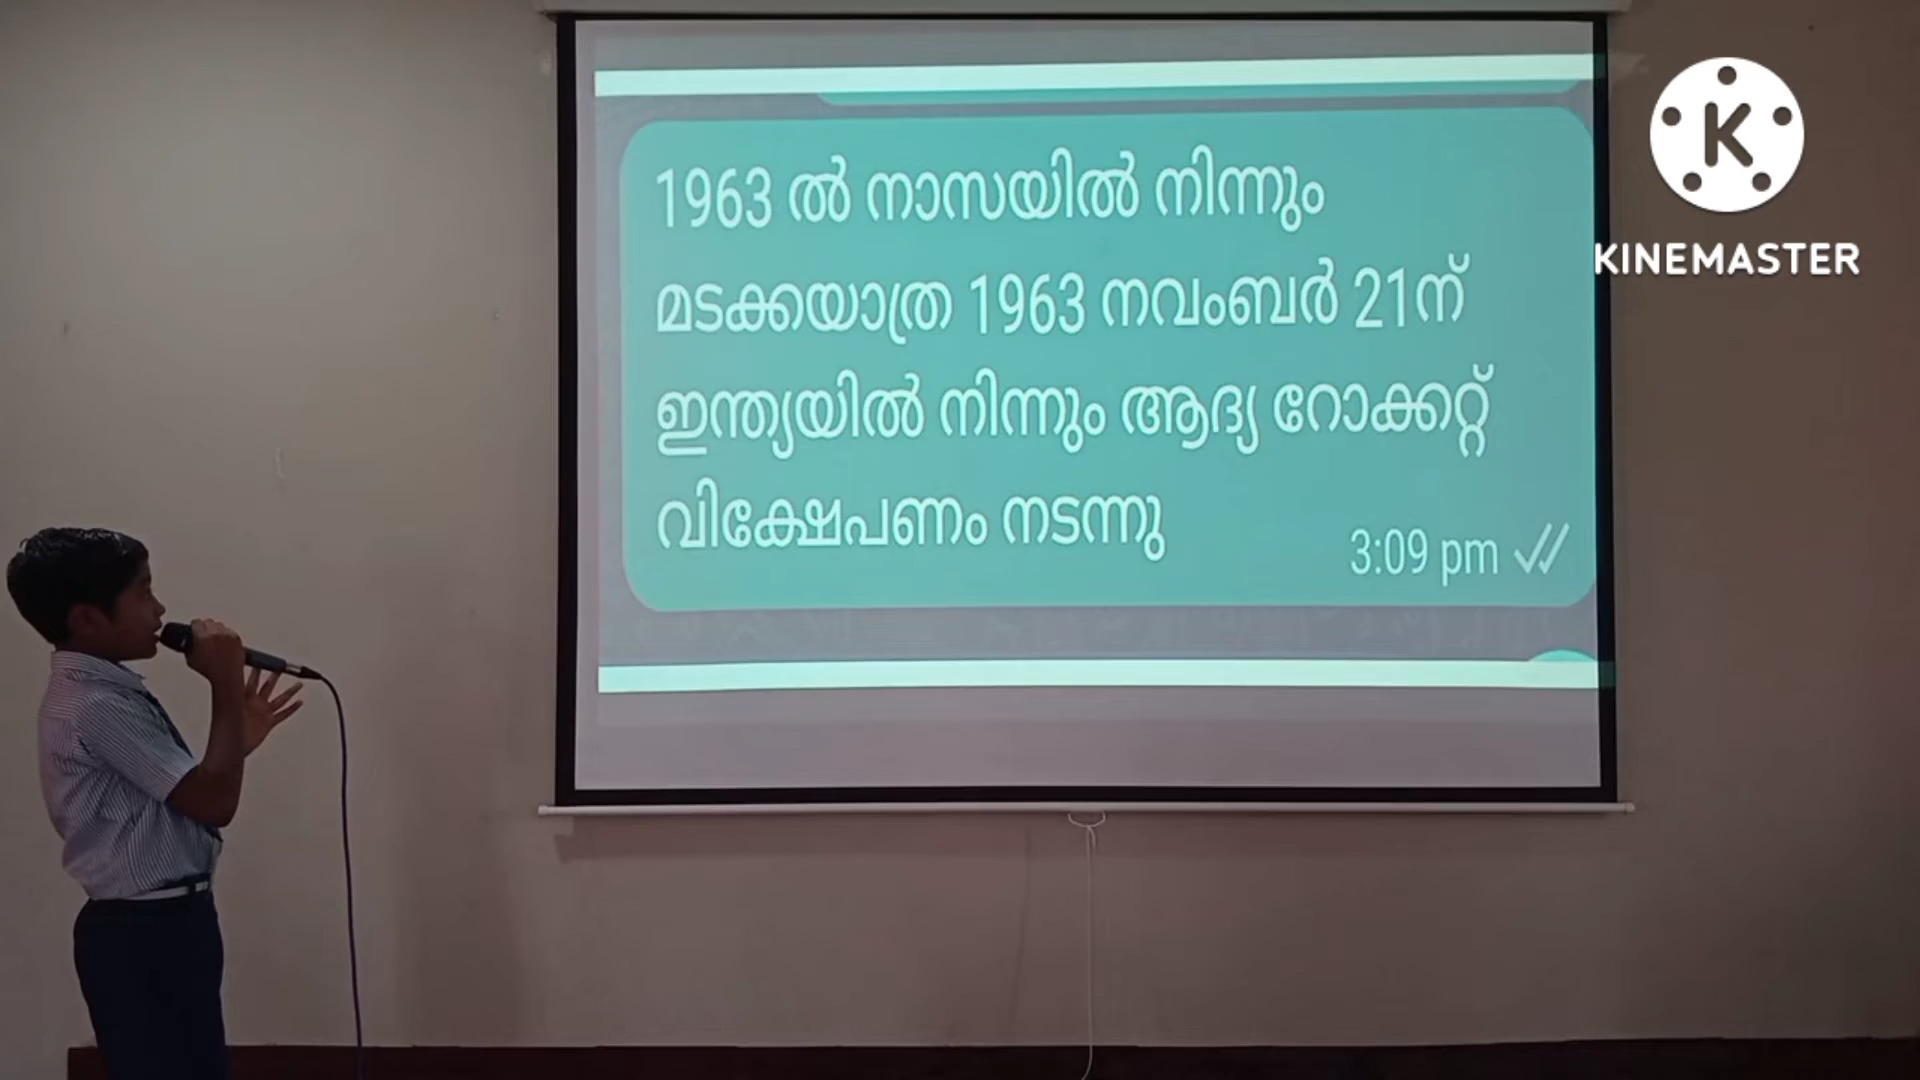 1963 ൽ നാസയിൽ നിന്നും
മടക്കയാത്ര 1963 നവംബർ 21ന്
ഇന്ത്യയിൽ നിന്നും ആദ്യ റോക്കറ്റ്
വിക്ഷേപണം നടന്നു
3:09 pm
K
KINEMASTER